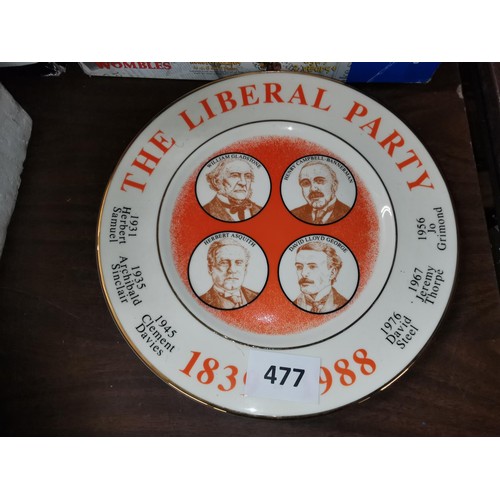 WOMBLES
THE LIBERAL PARTY
WILLIAM GLADSTONE
HENRY CAMPBELL-BANNERMAN
HERBERT ASQUITH
DAVID LLOYD GEORGE
1931
Herbert
Samuel
1935
Archibald
Sinclair
1945
Clement
Davies
1956
Jo
Grimond
1967
Jeremy
Thorpe
1976
David
Steel
183
988
477